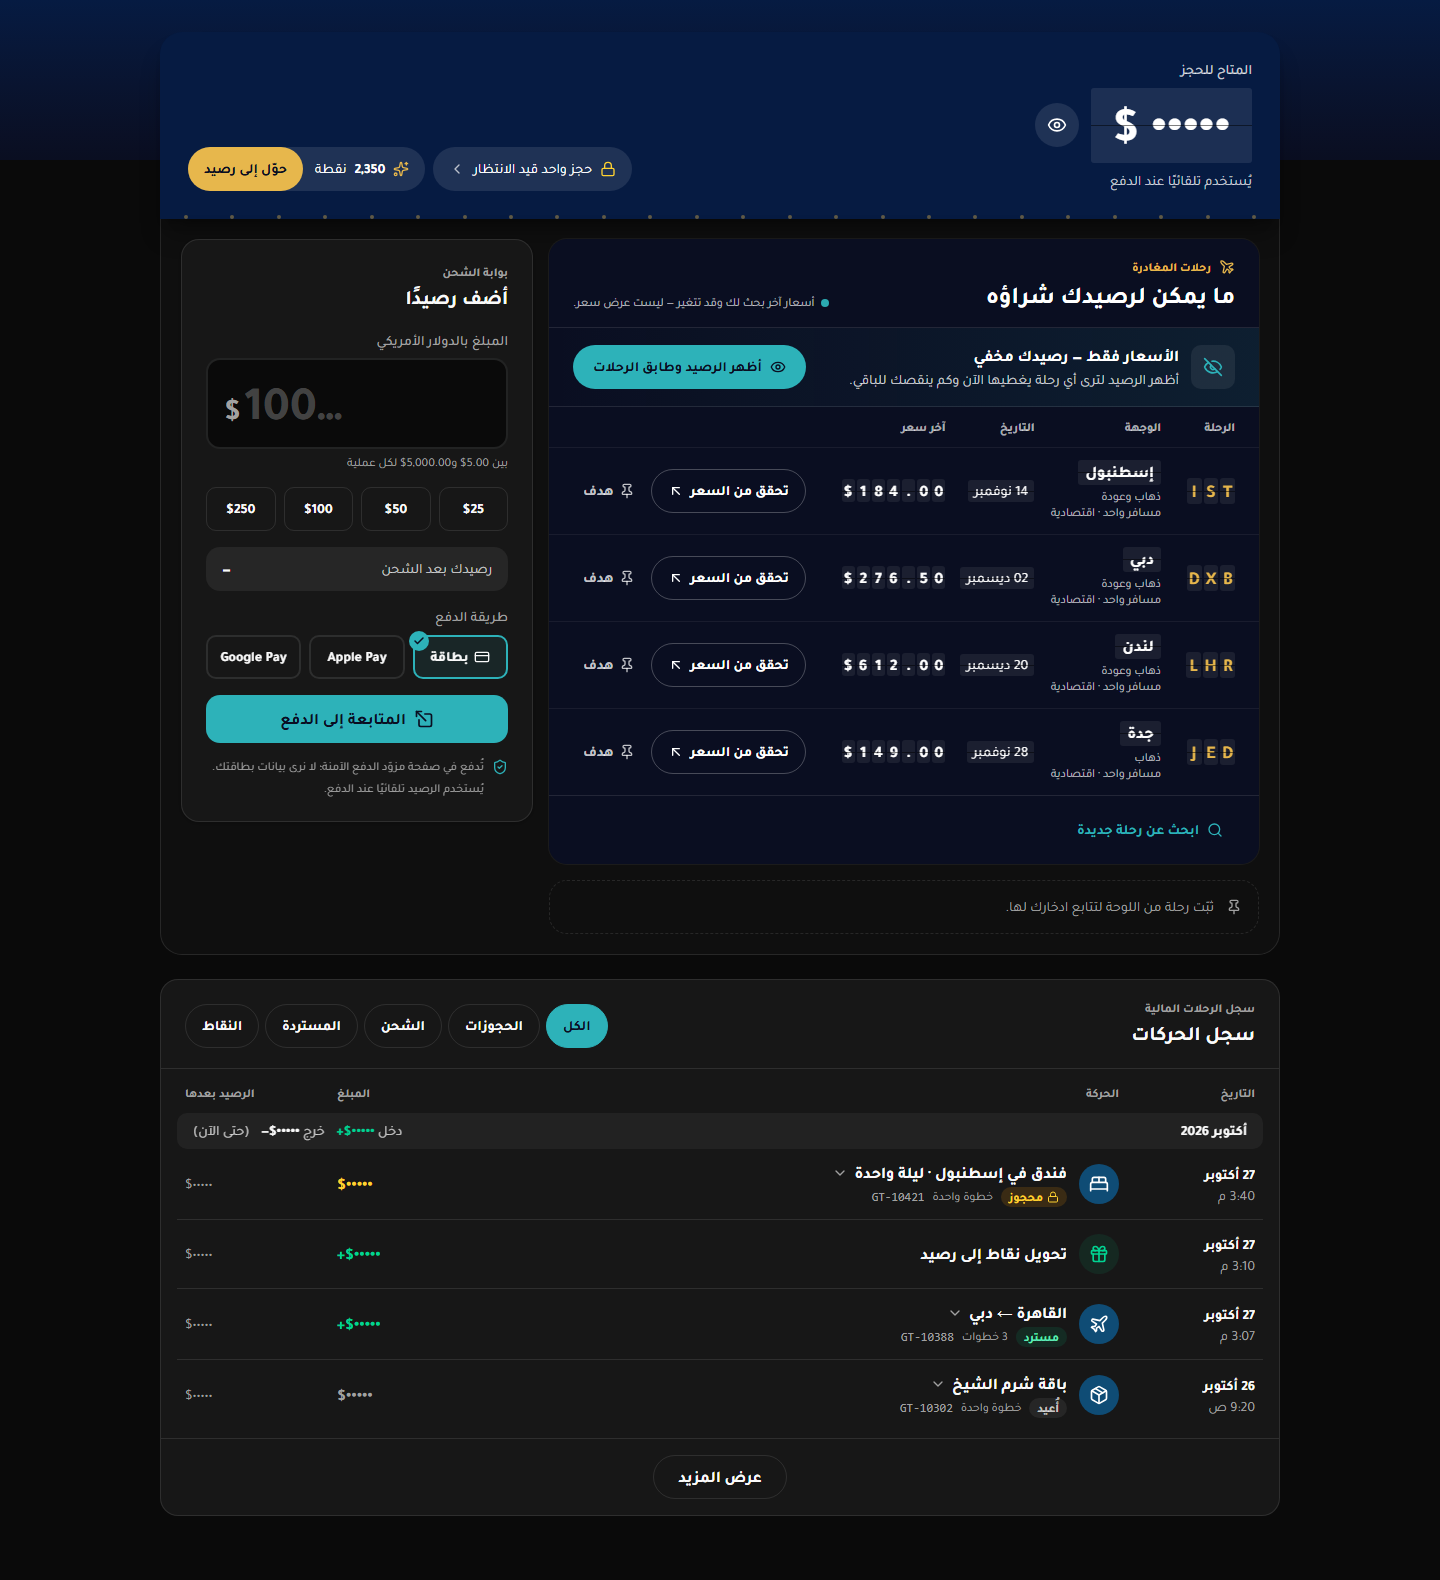 المتاح للحجز
$ •••••
يُستخدم تلقائيًا عند الدفع
حجز واحد قيد الانتظار
2,350 نقطة
حوّل إلى رصيد
رحلات المغادرة
ما يمكن لرصيدك شراؤه
أسعار آخر بحث لك وقد تتغير – ليست عرض سعر.
الأسعار فقط – رصيدك مخفي
أظهر الرصيد لترى أي رحلة يغطيها الآن وكم ينقصك للباقي.
أظهر الرصيد وطابق الرحلات
الرحلة الوجهة التاريخ آخر سعر
IST
إسطنبول
ذهاب وعودة
مسافر واحد · اقتصادية
14 نوفمبر
$184.00
تحقق من السعر
هدف
DXB
دبي
ذهاب وعودة
مسافر واحد · اقتصادية
02 ديسمبر
$276.50
تحقق من السعر
هدف
LHR
لندن
ذهاب وعودة
مسافر واحد · اقتصادية
20 ديسمبر
$612.00
تحقق من السعر
هدف
JED
جدة
ذهاب
مسافر واحد · اقتصادية
28 نوفمبر
$149.00
تحقق من السعر
هدف
ابحث عن رحلة جديدة
ثبّت رحلة من اللوحة لتتابع ادخارك لها.
بوابة الشحن
أضف رصيدًا
المبلغ بالدولار الأمريكي
$ 100...
بين $5.00 و$5,000.00 لكل عملية
$25 $50 $100 $250
رصيدك بعد الشحن –
طريقة الدفع
بطاقة
Apple Pay
Google Pay
المتابعة إلى الدفع
تُدفع في صفحة مزوّد الدفع الآمنة؛ لا نرى بيانات بطاقتك.
يُستخدم الرصيد تلقائيًا عند الدفع.
سجل الرحلات المالية
سجل الحركات
الكل الحجوزات الشحن المستردة النقاط
التاريخ الحركة المبلغ الرصيد بعدها
أكتوبر 2026
دخل +$••••• خرج –$••••• (حتى الآن)
27 أكتوبر
3:40 م
فندق في إسطنبول · ليلة واحدة
محجوز خطوة واحدة GT-10421
$•••••
$•••••
27 أكتوبر
3:10 م
تحويل نقاط إلى رصيد
+$•••••
$•••••
27 أكتوبر
3:07 م
القاهرة ← دبي
مسترد 3 خطوات GT-10388
+$•••••
$•••••
26 أكتوبر
9:20 ص
باقة شرم الشيخ
أُعيد خطوة واحدة GT-10302
$•••••
$•••••
عرض المزيد